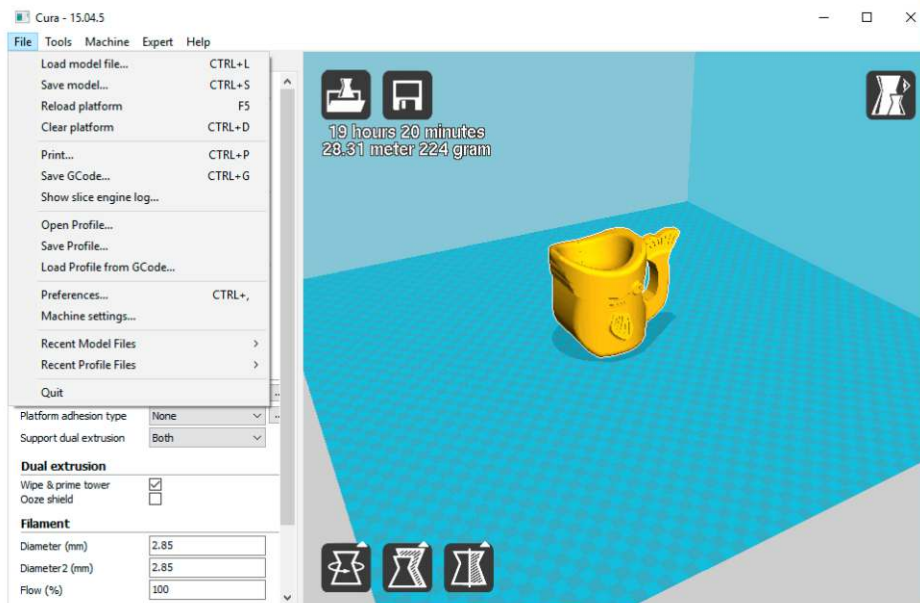 Cura - 15.04.5
File Tools Machine Expert Help
Load model file... CTRL+L
Save model... CTRL+S
Reload platform F5
Clear platform CTRL+D
Print... CTRL+P
Save GCode... CTRL+G
Show slice engine log...
Open Profile...
Save Profile...
Load Profile from GCode...
Preferences... CTRL+,
Machine settings...
Recent Model Files
Recent Profile Files
Quit
Platform adhesion type None
Support dual extrusion Both
Dual extrusion
Wipe & prime tower
Ooze shield
Filament
Diameter (mm) 2.85
Diameter2 (mm) 2.85
Flow (%) 100
19 hours 20 minutes
28.31 meter 224 gram